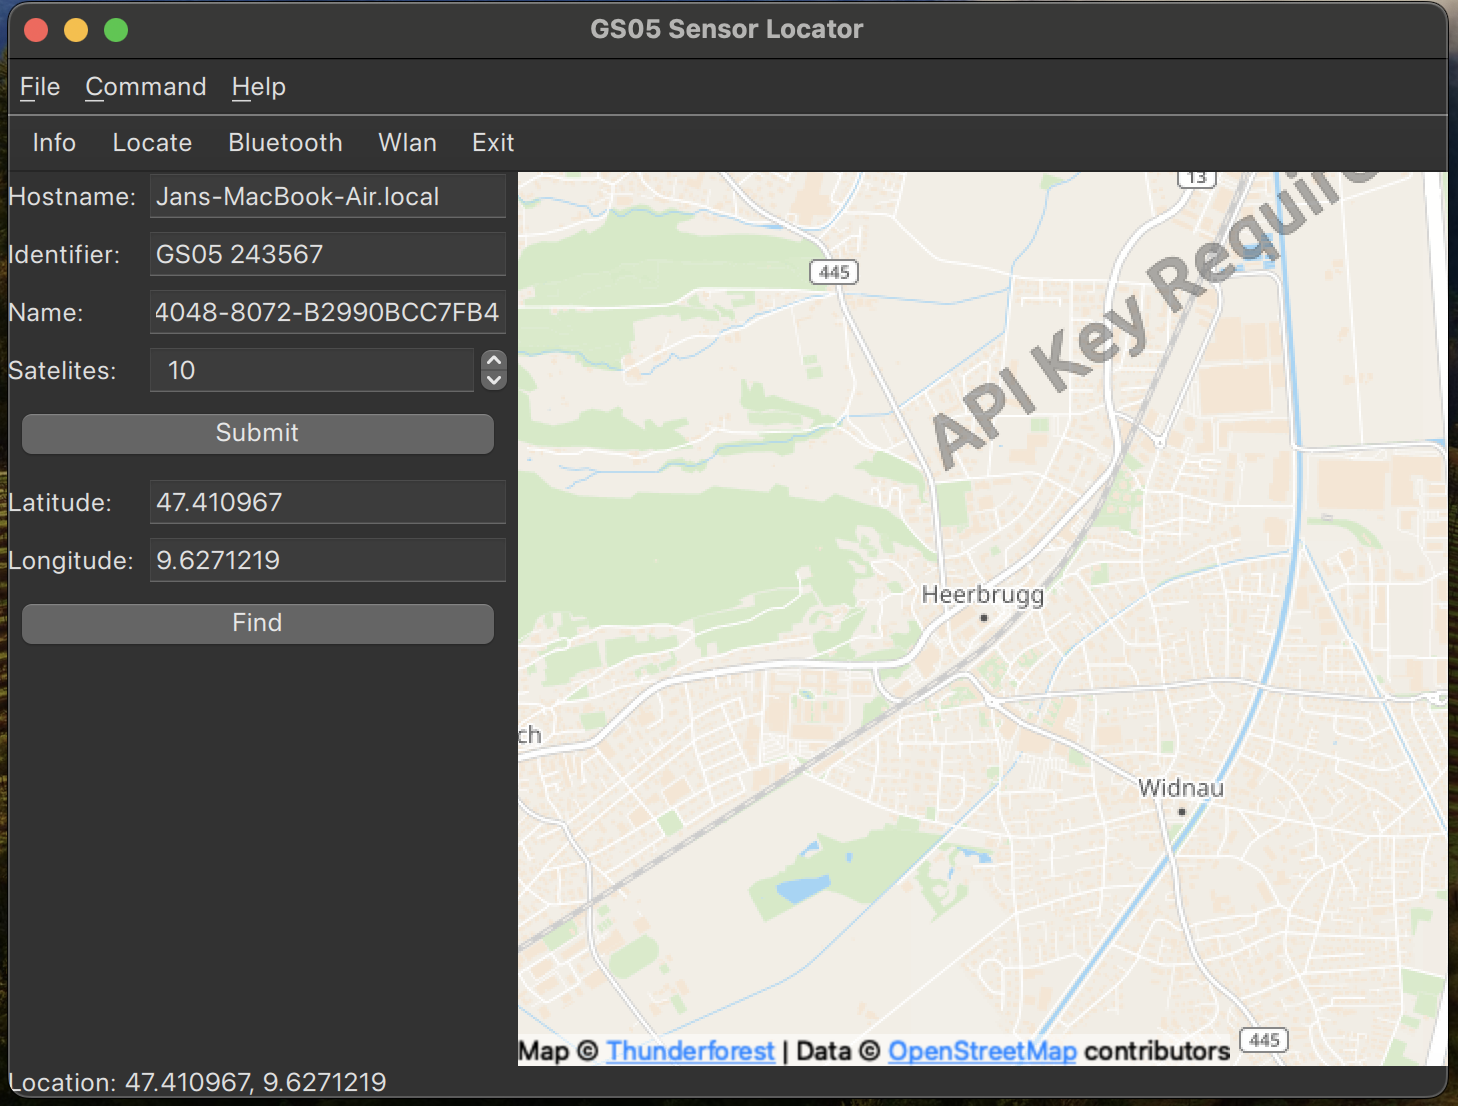 GS05 Sensor Locator
File Command Help
Info Locate Bluetooth Wlan Exit
Hostname: Jans-MacBook-Air.local
Identifier: GS05 243567
Name: 4048-8072-B2990BCC7FB4
Satelites: 10
Submit
Latitude: 47.410967
Longitude: 9.6271219
Find
13
445
API Key Require
Heerbrugg
ch
Widnau
445
Map © Thunderforest | Data © OpenStreetMap contributors
Location: 47.410967, 9.6271219